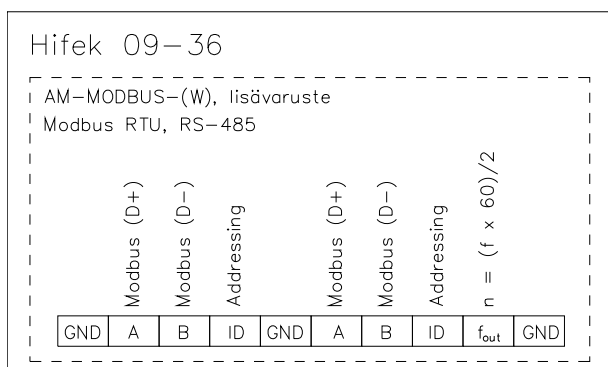 Hifek 09-36
AM-MODBUS-(W), lisävaruste
Modbus RTU, RS-485
Modbus (D+)
Modbus (D-)
Addressing
Modbus (D+)
Modbus (D-)
Addressing
n = (f x 60)/2
GND A B ID GND A B ID fout GND